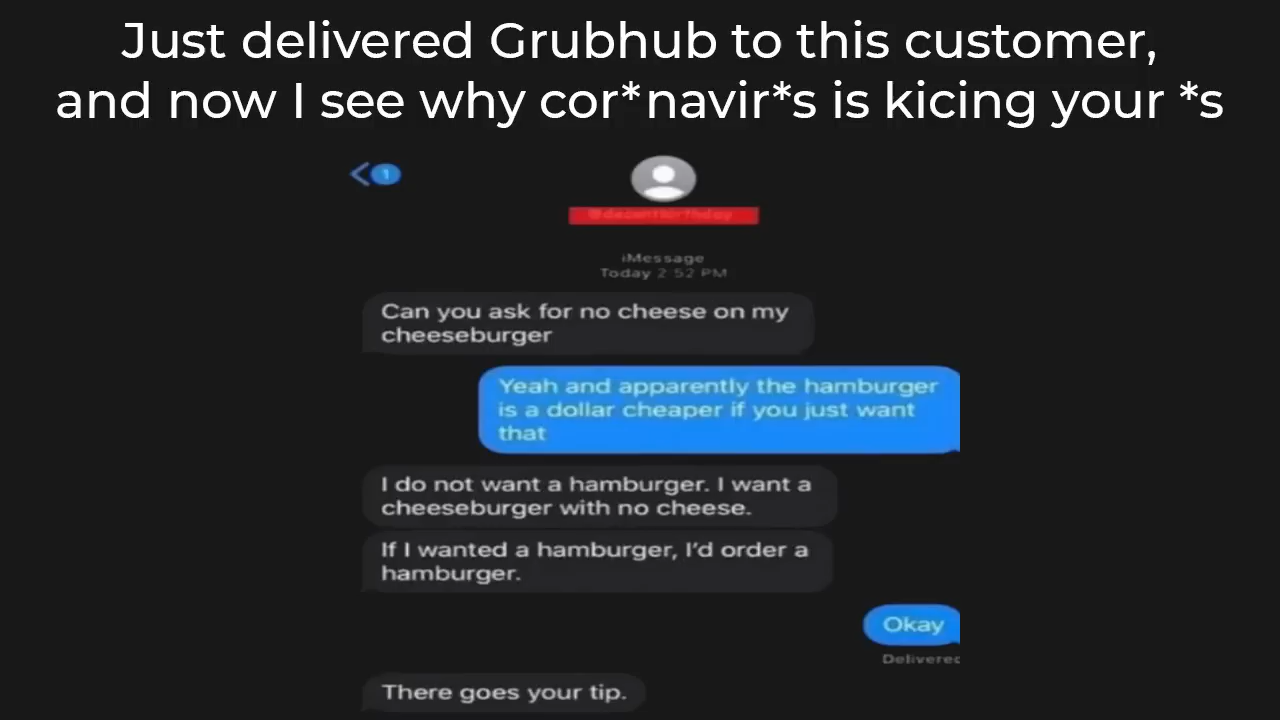 Just delivered Grubhub to this customer,
and now I see why cor*navir*s is kicing your *s
1
iMessage
Today 2:52 PM
Can you ask for no cheese on my
cheeseburger
Yeah and apparently the hamburger
is a dollar cheaper if you just want
that
I do not want a hamburger. I want a
cheeseburger with no cheese.
If I wanted a hamburger, I'd order a
hamburger.
Okay
Delivered
There goes your tip.